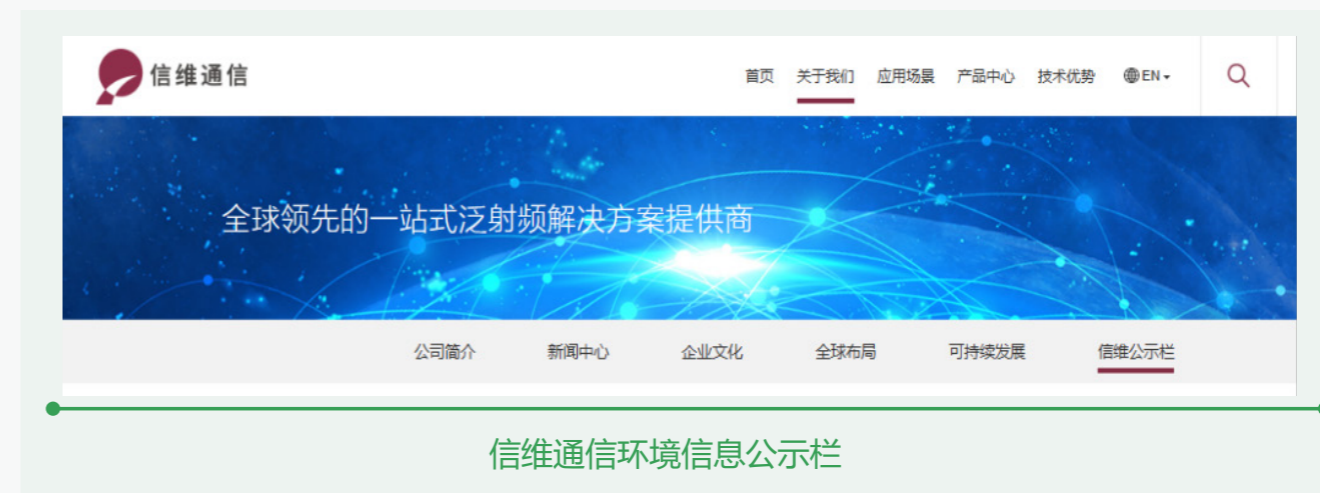 信维通信
首页 关于我们 应用场景 产品中心 技术优势 EN
全球领先的一站式泛射频解决方案提供商
公司简介 新闻中心 企业文化 全球布局 可持续发展 信维公示栏
信维通信环境信息公示栏